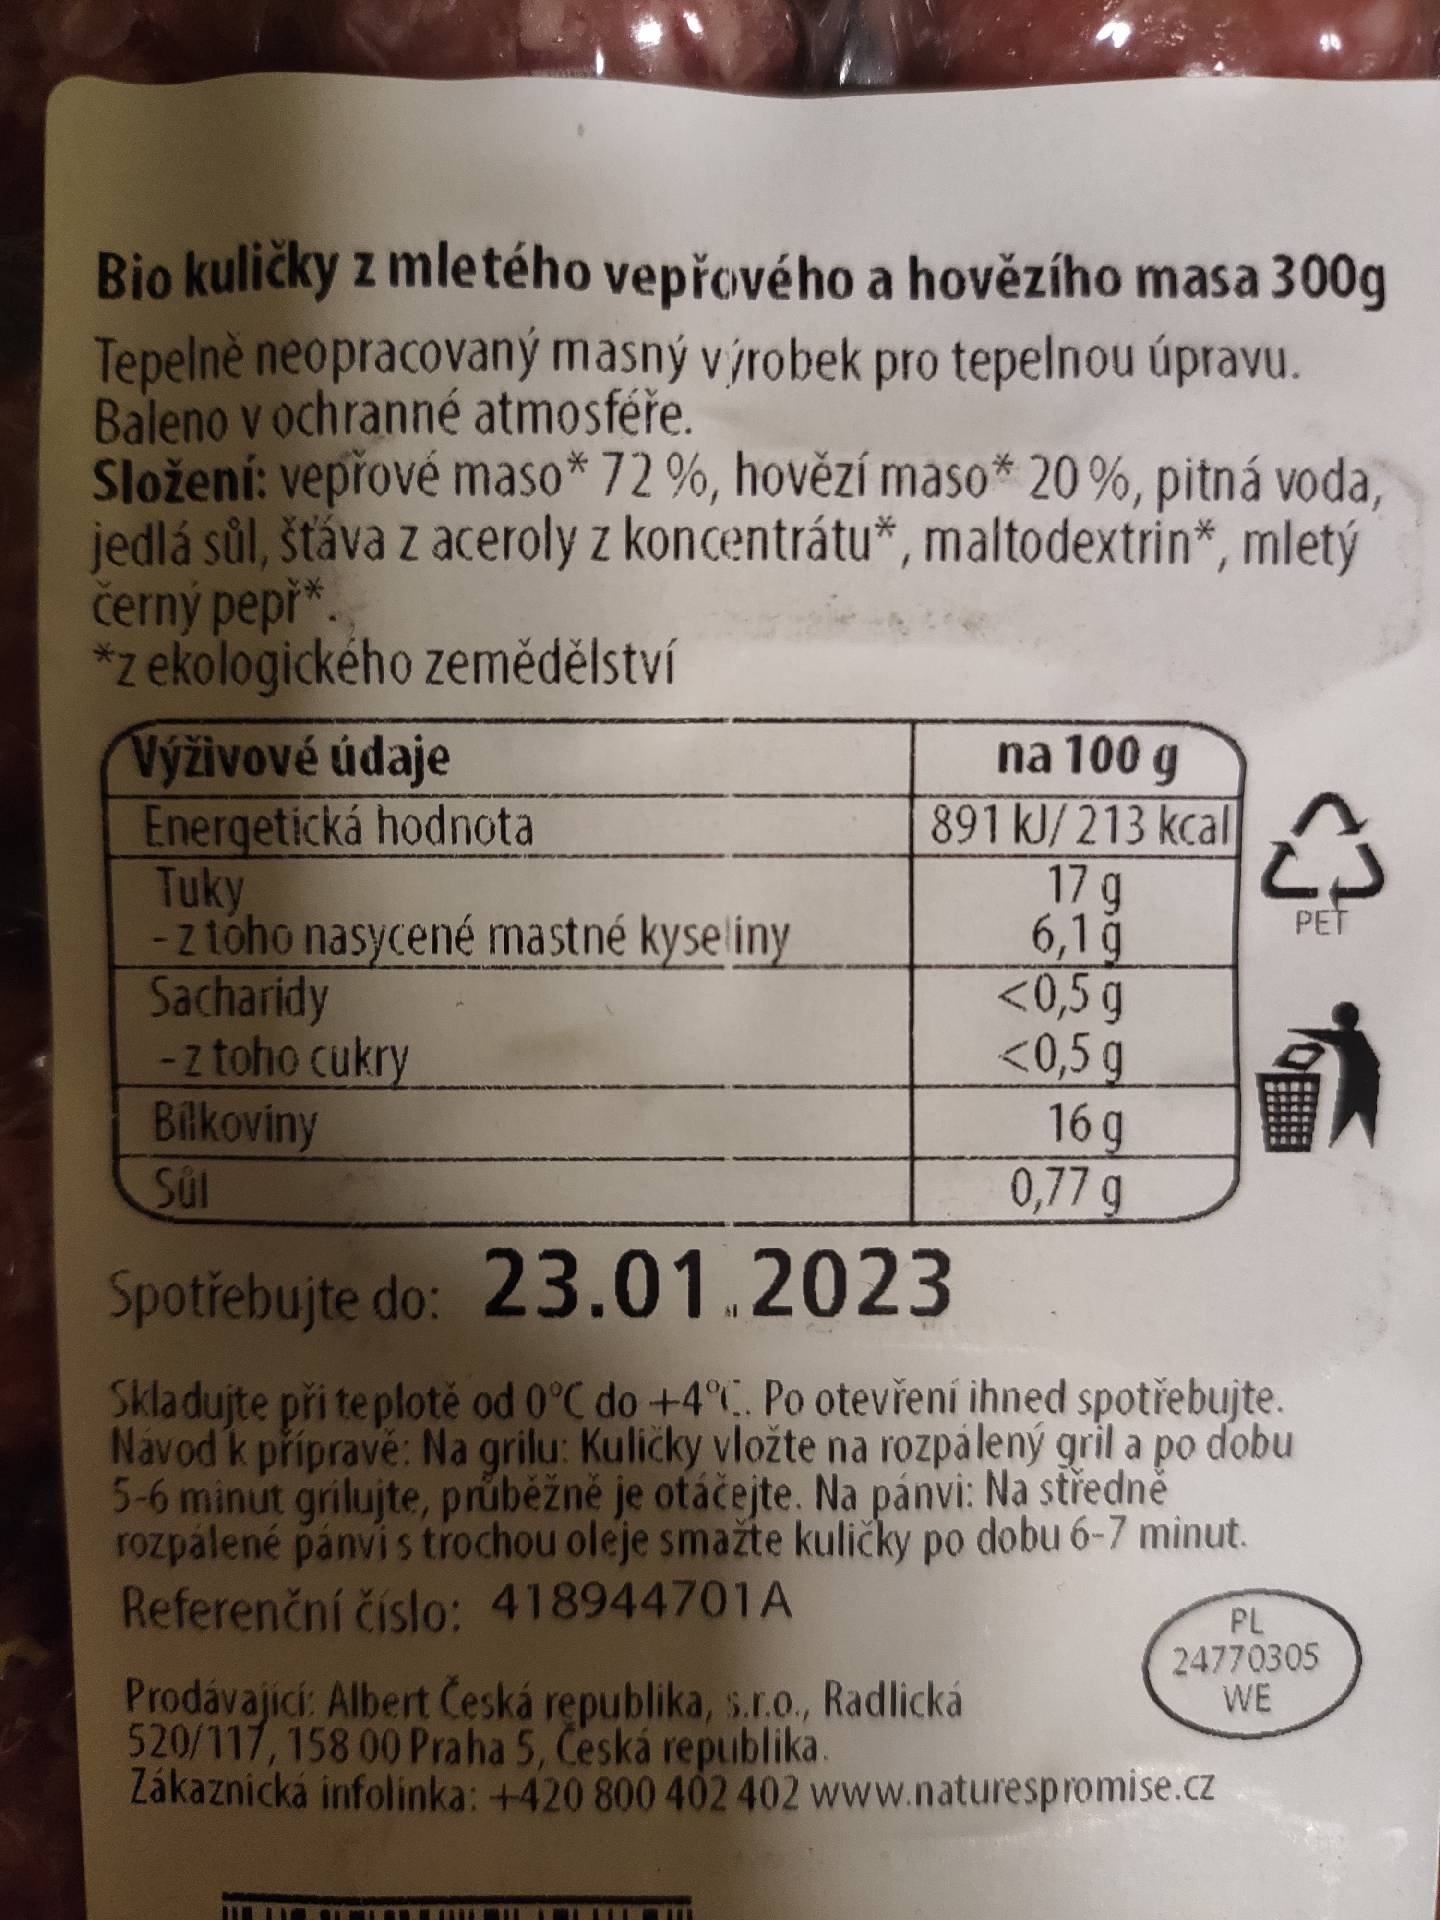 Bio kuličky z mletého vepřového a hovězího masa 300g
Tepelně neopracovaný masný výrobek pro tepelnou úpravu.
Baleno v ochranné atmosféře.
Složení: vepřové maso* 72 %, hovězí maso* 20 %, pitná voda,
jedlá sůl, šťáva z aceroly z koncentrátu*, maltodextrin*, mletý
černý pepř*.
*z ekologického zemědělství
Výživové údaje na 100 g
Energetická hodnota 891 kJ/ 213 kcal
Tuky 17 g
- z toho nasycené mastné kyseliny 6,1 g
Sacharidy <0,5 g
- z toho cukry <0,5 g
Bílkoviny 16 g
Sůl 0,77 g
PET
Spotřebujte do: 23.01.2023
Skladujte při teplotě od 0°C do +4°C. Po otevření ihned spotřebujte.
Návod k přípravě: Na grilu: Kuličky vložte na rozpálený gril a po dobu
5-6 minut grilujte, průběžně je otáčejte. Na pánvi: Na středně
rozpálené pánvi s trochou oleje smažte kuličky po dobu 6-7 minut.
Referenční číslo: 418944701A
PL
24770305
WE
Prodávající: Albert Česká republika, s.r.o., Radlická
520/117, 158 00 Praha 5, Česká republika.
Zákaznická infolinka: +420 800 402 402 www.naturespromise.cz